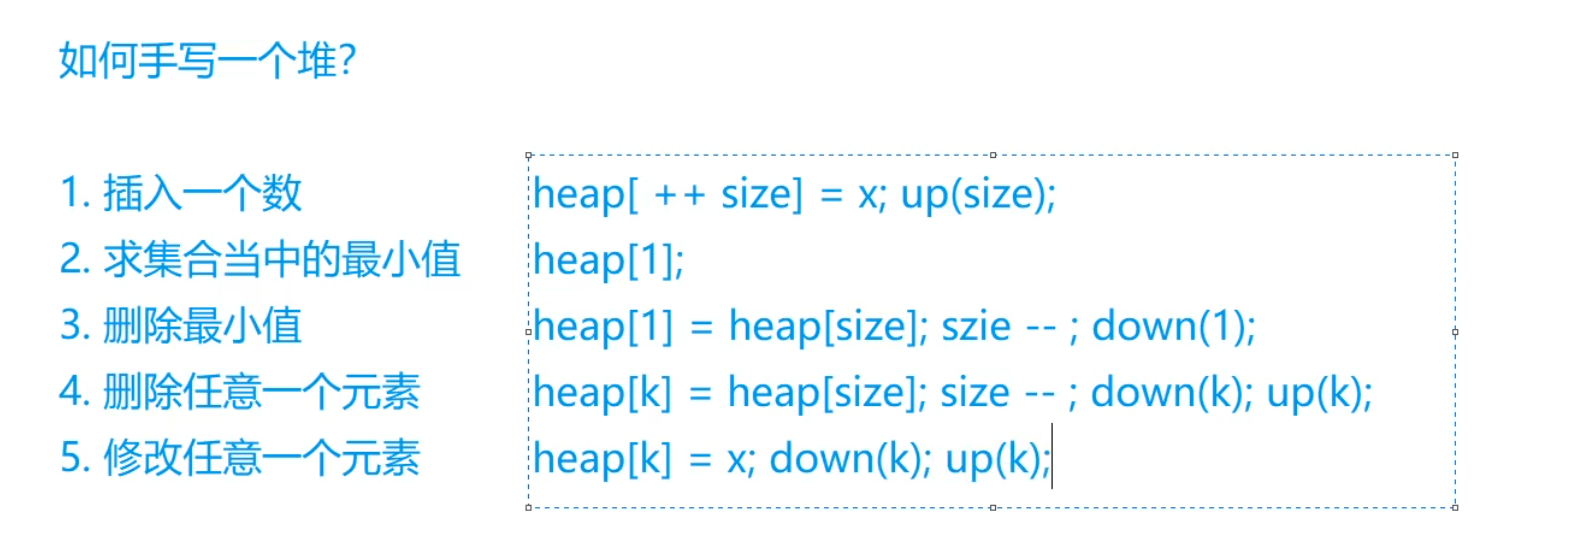 如何手写一个堆?
1. 插入一个数 heap[ ++ size] = x; up(size);
2. 求集合当中的最小值 heap[1];
3. 删除最小值 heap[1] = heap[size]; szie -- ; down(1);
4. 删除任意一个元素 heap[k] = heap[size]; size -- ; down(k); up(k);
5. 修改任意一个元素 heap[k] = x; down(k); up(k);